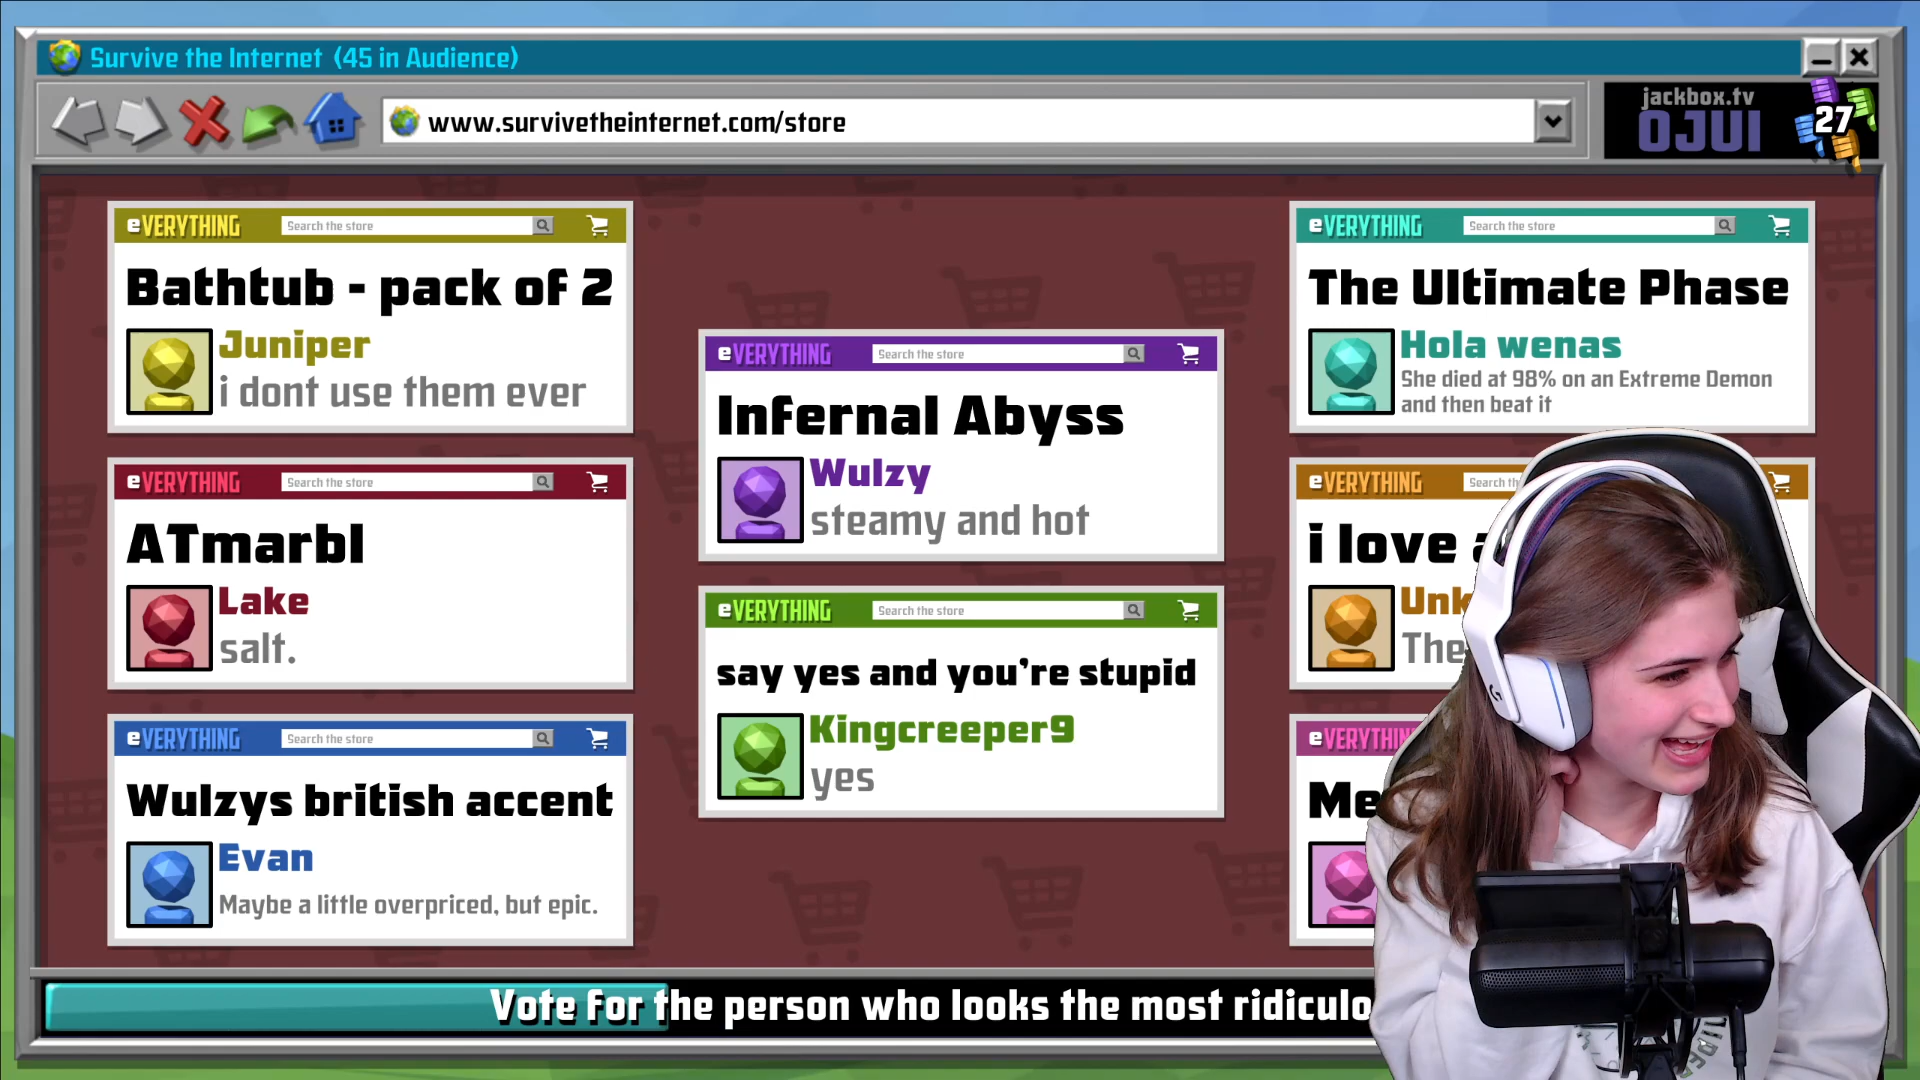 Survive the Internet (45 in Audience)
www.survivetheinternet.com/store
jackbox.tv
OJUI
27
eVERYTHING
Search the store
Bathtub - pack of 2
Juniper
i dont use them ever
eVERYTHING
Search the store
ATmarbl
Lake
salt.
eVERYTHING
Search the store
Wulzys british accent
Evan
Maybe a little overpriced, but epic.
eVERYTHING
Search the store
Infernal Abyss
Wulzy
steamy and hot
eVERYTHING
Search the store
say yes and you're stupid
Kingcreeper9
yes
eVERYTHING
Search the store
The Ultimate Phase
Hola wenas
She died at 98% on an Extreme Demon
and then beat it
eVERYTHING
Search
i love
eVERYTHING
Vote for the person who looks the most